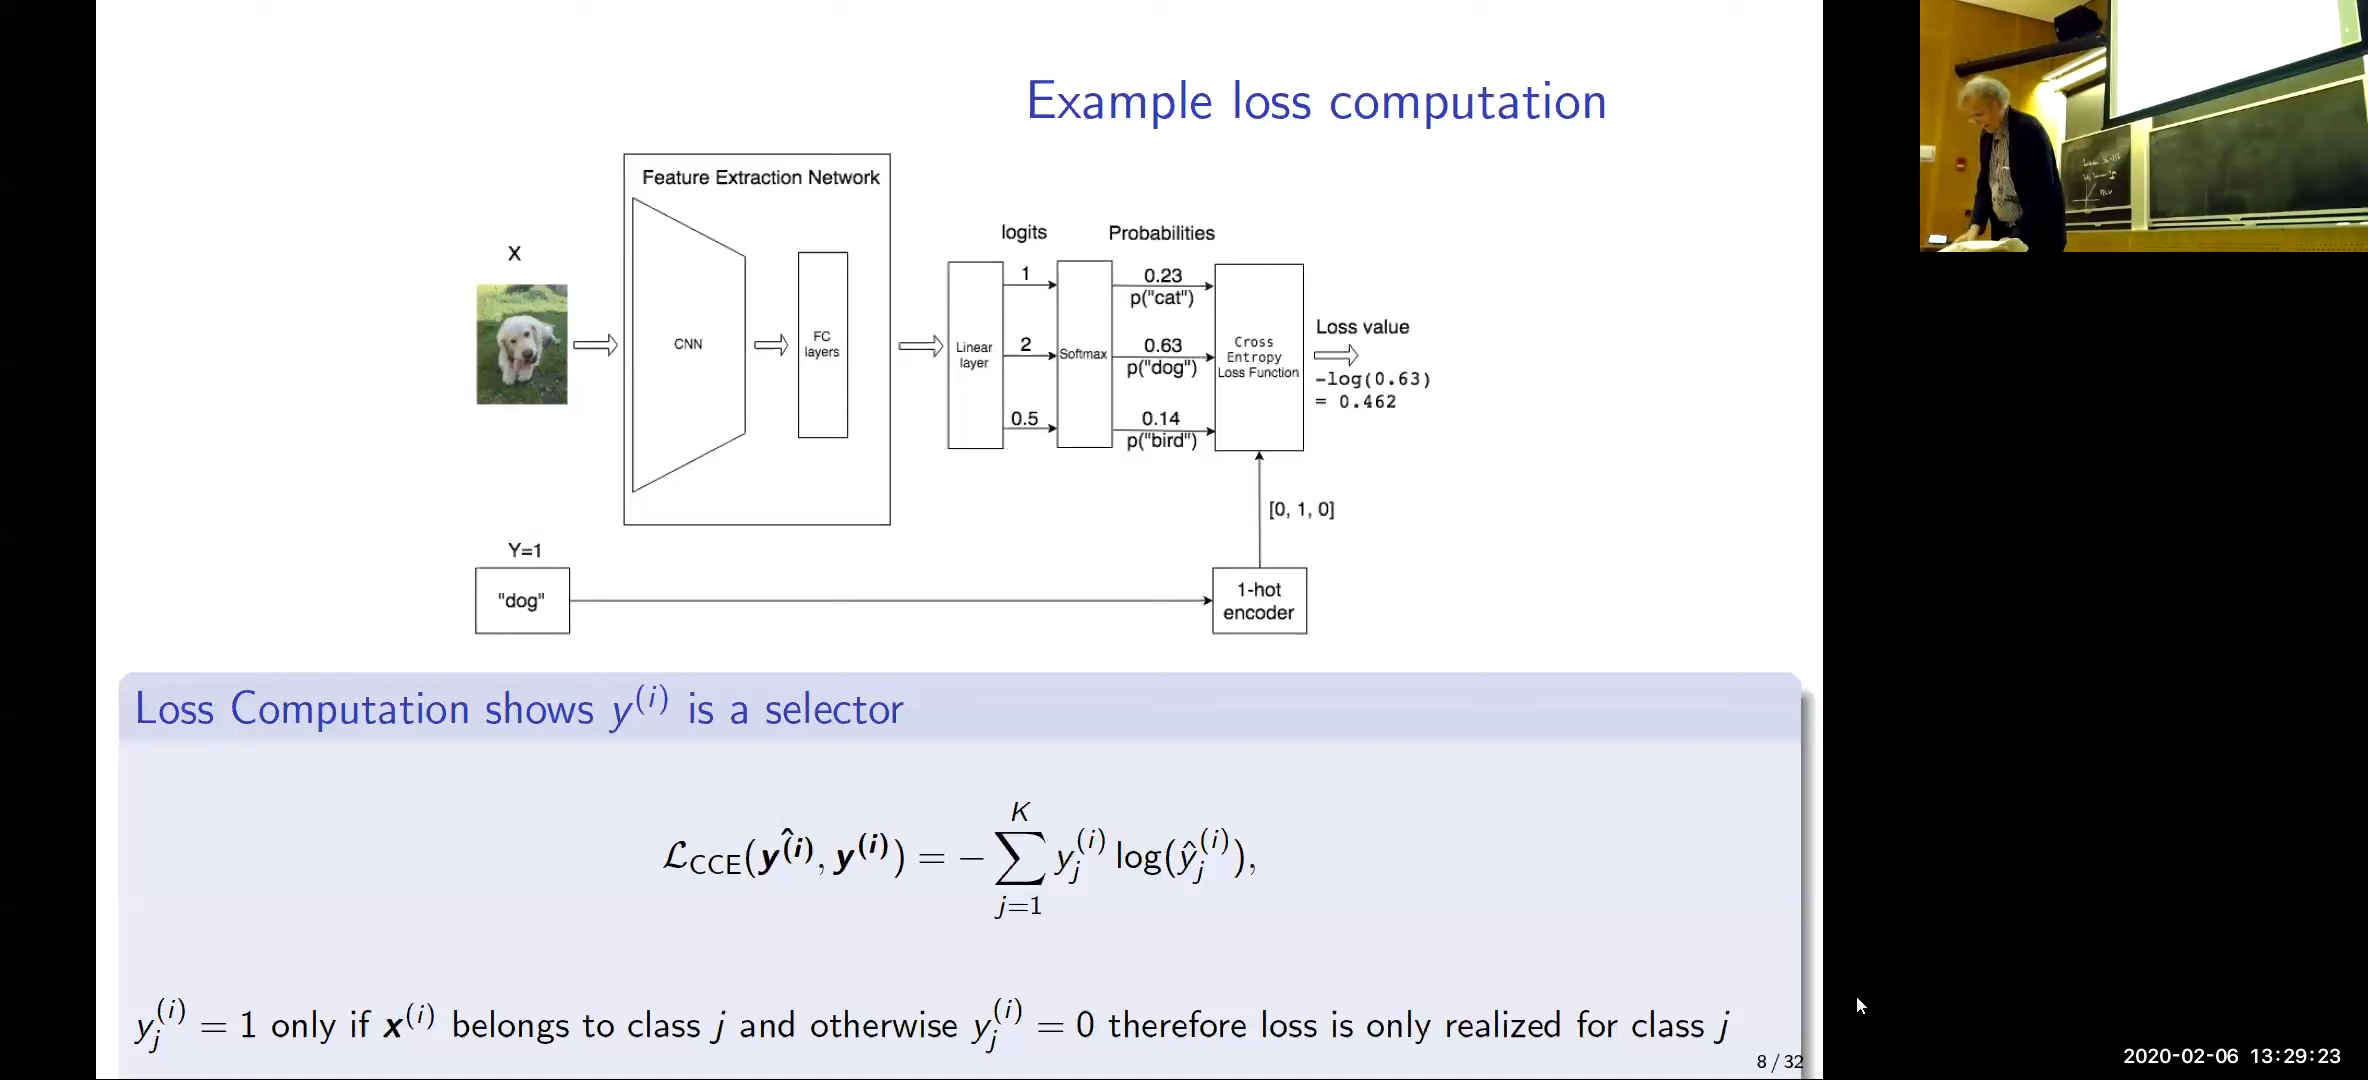 Example loss computation
Feature Extraction Network
X
CNN
FC
layers
Linear
layer
logits
1
2
0.5
Softmax
Probabilities
0.23
p("cat")
0.63
p("dog")
0.14
p("bird")
Cross
Entropy
Loss Function
Loss value
-log(0.63)
= 0.462
[0, 1, 0]
Y=1
"dog"
1-hot
encoder
Loss Computation shows y^(i) is a selector
ℒ_CCE(ŷ^(i), y^(i)) = − ∑_{j=1}^{K} y_j^(i) log(ŷ_j^(i)),
y_j^(i) = 1 only if x^(i) belongs to class j and otherwise y_j^(i) = 0 therefore loss is only realized for class j
8 / 32
2020-02-06 13:29:23